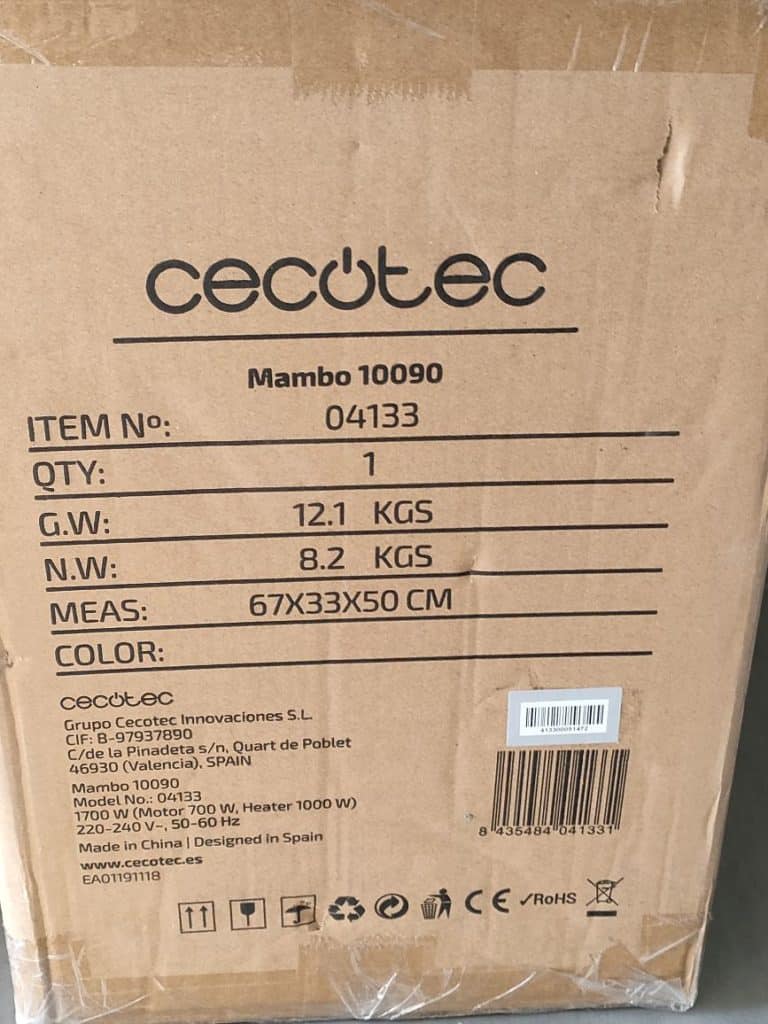 cecotec
Mambo 10090
ITEM Nº: 04133
QTY: 1
G.W: 12.1 KGS
N.W: 8.2 KGS
MEAS: 67X33X50 CM
COLOR:
cecotec
Grupo Cecotec Innovaciones S.L.
CIF: B-97937890
C/de la Pinadeta s/n, Quart de Poblet
46930 (Valencia), SPAIN
Mambo 10090
Model No.: 04133
1700 W (Motor 700 W, Heater 1000 W)
220-240 V~, 50-60 Hz
Made in China | Designed in Spain
www.cecotec.es
EA01191118
413300091472
8 435484 041331
CE ✓RoHS